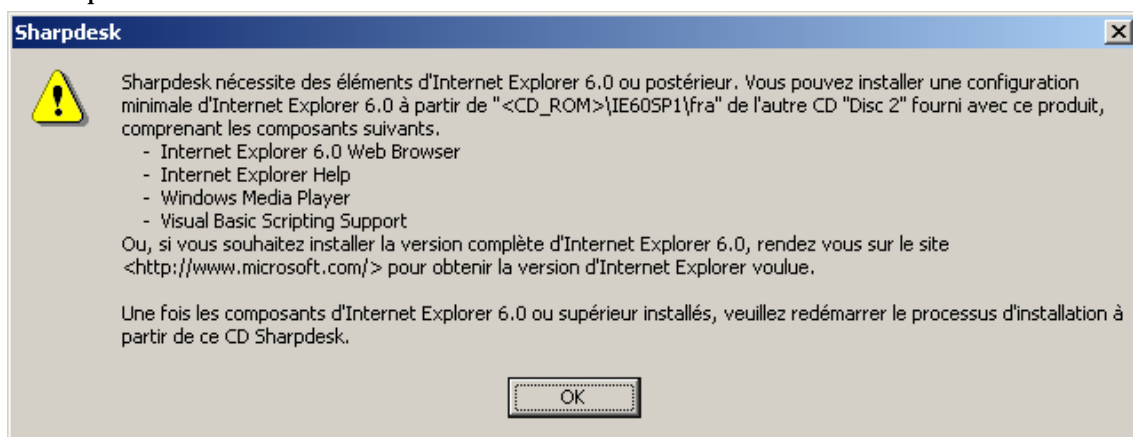 Sharpdesk
Sharpdesk nécessite des éléments d'Internet Explorer 6.0 ou postérieur. Vous pouvez installer une configuration
minimale d'Internet Explorer 6.0 à partir de "<CD_ROM>\IE60SP1\fra" de l'autre CD "Disc 2" fourni avec ce produit,
comprenant les composants suivants.
- Internet Explorer 6.0 Web Browser
- Internet Explorer Help
- Windows Media Player
- Visual Basic Scripting Support
Ou, si vous souhaitez installer la version complète d'Internet Explorer 6.0, rendez vous sur le site
<http://www.microsoft.com/> pour obtenir la version d'Internet Explorer voulue.
Une fois les composants d'Internet Explorer 6.0 ou supérieur installés, veuillez redémarrer le processus d'installation à
partir de ce CD Sharpdesk.
OK